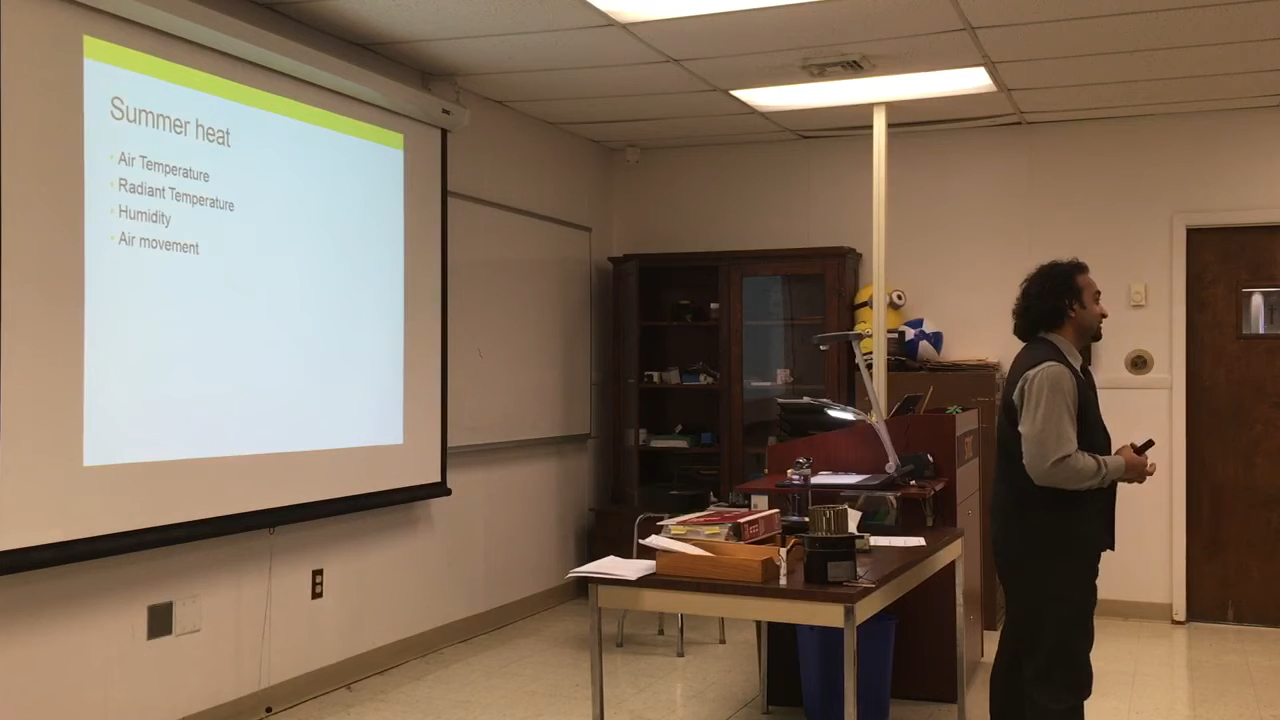 Summer heat
Air Temperature
Radiant Temperature
Humidity
Air movement